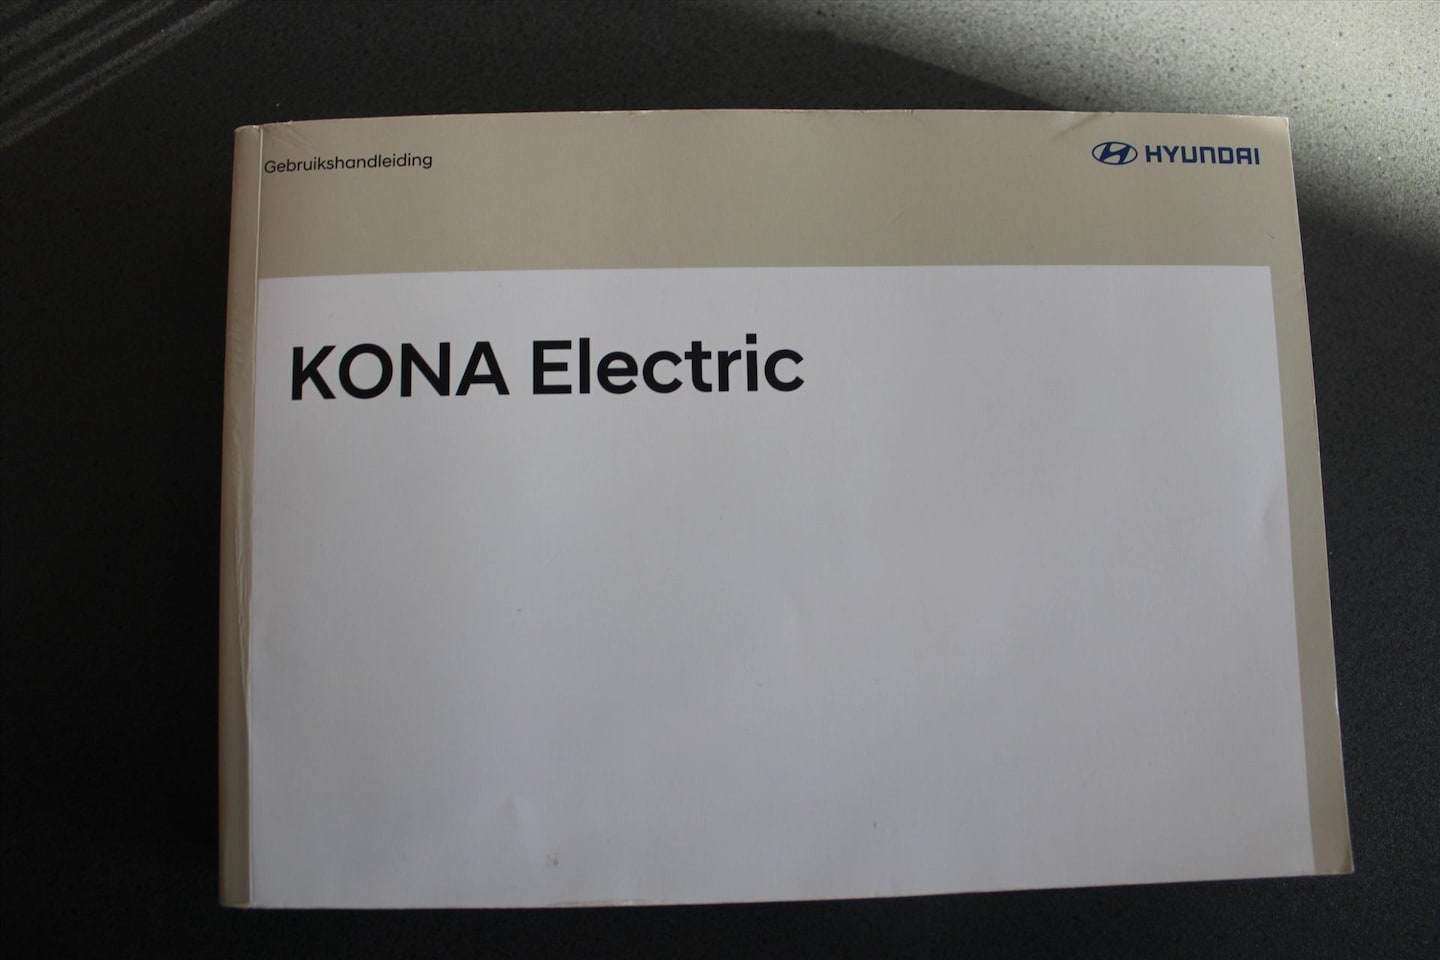 Gebruikshandleiding
HYUNDAI
KONA Electric